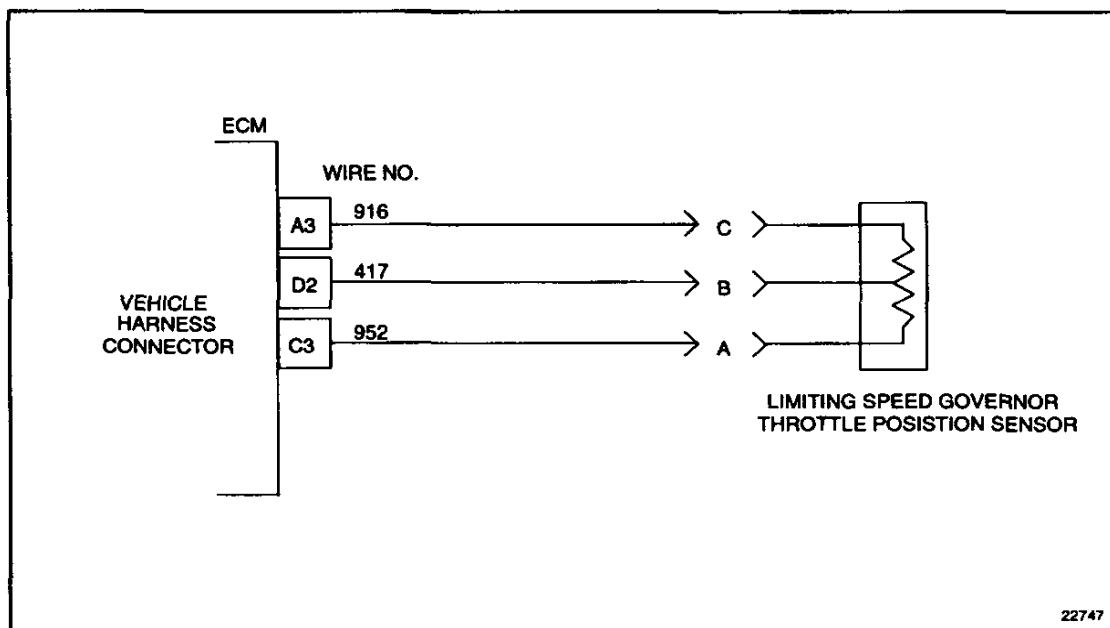 ECM
WIRE NO.
A3 916 C
D2 417 B
C3 952 A
VEHICLE
HARNESS
CONNECTOR
LIMITING SPEED GOVERNOR
THROTTLE POSISTION SENSOR
22747